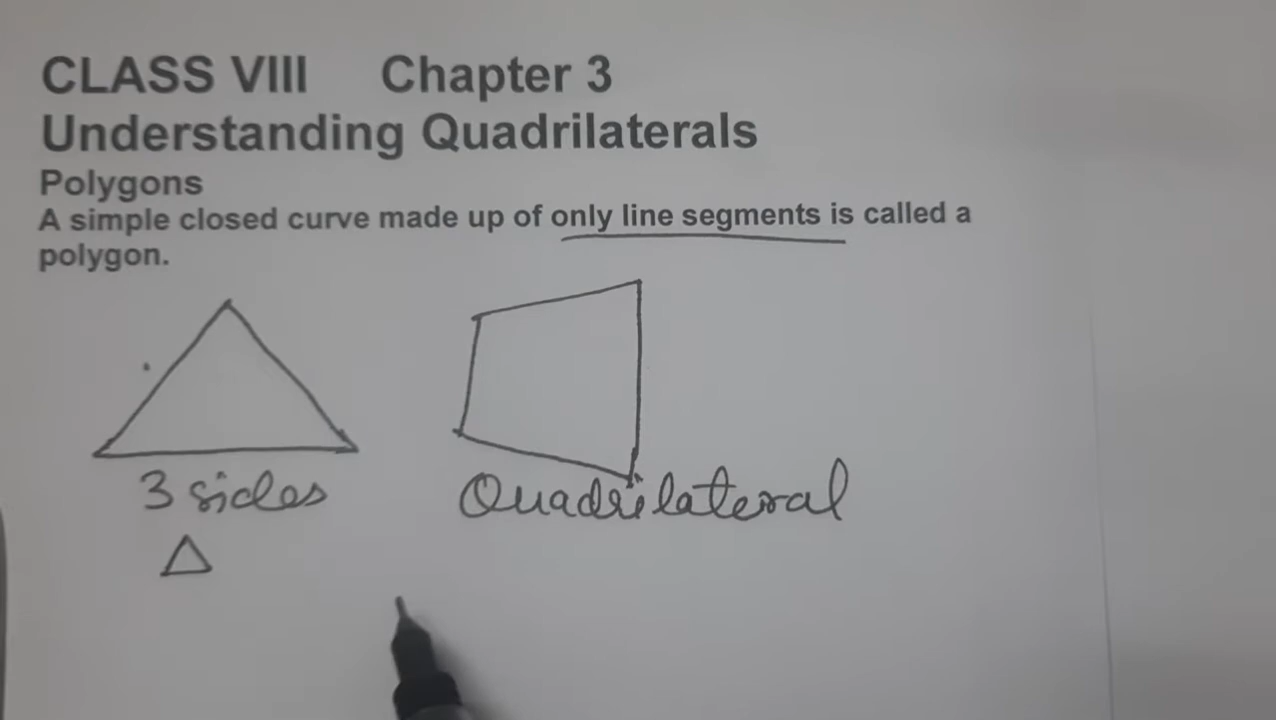 CLASS VIII Chapter 3
Understanding Quadrilaterals
Polygons
A simple closed curve made up of only line segments is called a
polygon.
3 sides
Quadrilateral